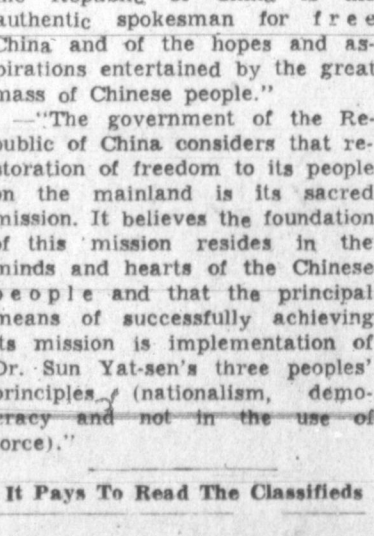 authentic spokesman for free
China and of the hopes and as-
pirations entertained by the great
mass of Chinese people."
—"The government of the Re-
public of China considers that re-
storation of freedom to its people
on the mainland is its sacred
mission. It believes the foundation
of this mission resides in the
minds and hearts of the Chinese
people and that the principal
means of successfully achieving
its mission is implementation of
Dr. Sun Yat-sen's three peoples'
principles (nationalism, demo-
cracy and not in the use of
force)."
It Pays To Read The Classifieds